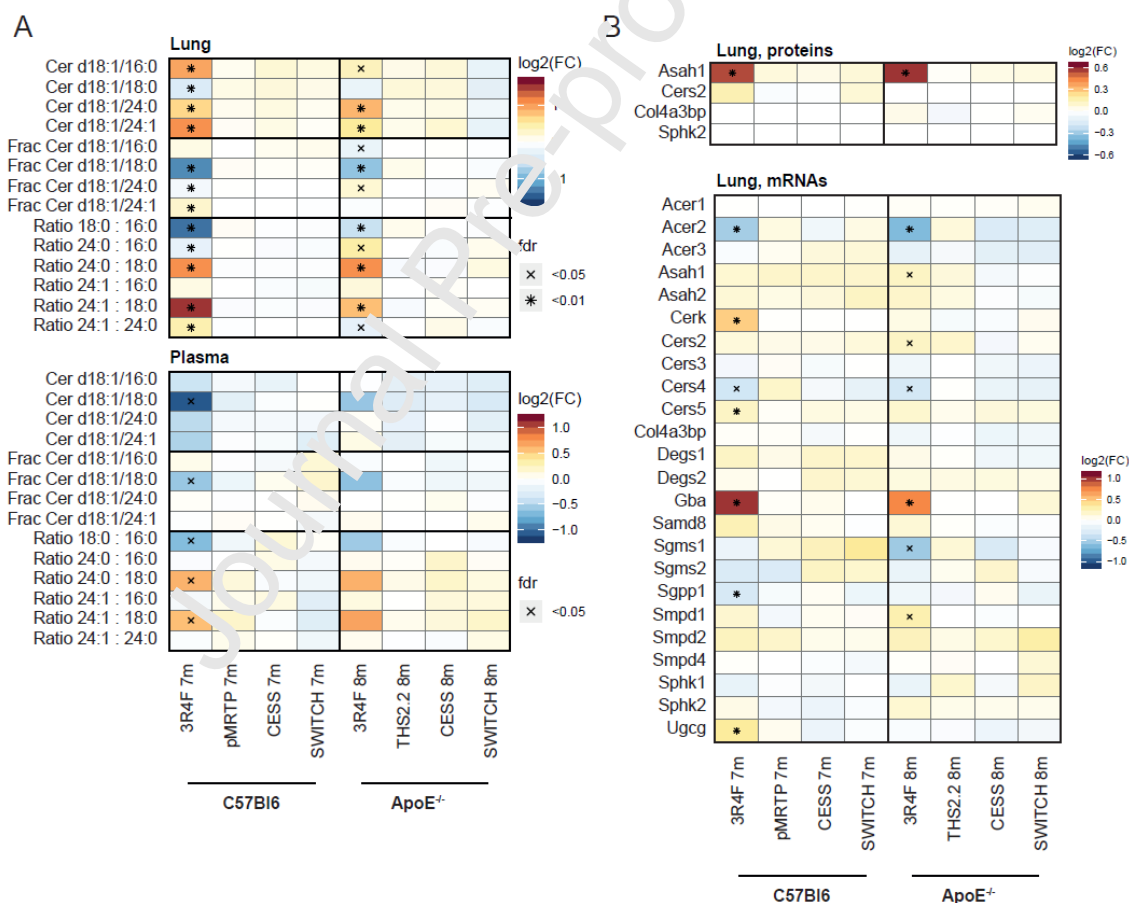 A
Lung
Cer d18:1/16:0
Cer d18:1/18:0
Cer d18:1/24:0
Cer d18:1/24:1
Frac Cer d18:1/16:0
Frac Cer d18:1/18:0
Frac Cer d18:1/24:0
Frac Cer d18:1/24:1
Ratio 18:0 : 16:0
Ratio 24:0 : 16:0
Ratio 24:0 : 18:0
Ratio 24:1 : 16:0
Ratio 24:1 : 18:0
Ratio 24:1 : 24:0
log2(FC)
fdr
× <0.05
* <0.01
Plasma
Cer d18:1/16:0
Cer d18:1/18:0
Cer d18:1/24:0
Cer d18:1/24:1
Frac Cer d18:1/16:0
Frac Cer d18:1/18:0
Frac Cer d18:1/24:0
Frac Cer d18:1/24:1
Ratio 18:0 : 16:0
Ratio 24:0 : 16:0
Ratio 24:0 : 18:0
Ratio 24:1 : 16:0
Ratio 24:1 : 18:0
Ratio 24:1 : 24:0
log2(FC)
1.0
0.5
0.0
−0.5
−1.0
fdr
× <0.05
3R4F 7m
pMRTP 7m
CESS 7m
SWITCH 7m
3R4F 8m
THS2.2 8m
CESS 8m
SWITCH 8m
C57Bl6
ApoE-/-
B
Lung, proteins
Asah1
Cers2
Col4a3bp
Sphk2
log2(FC)
0.6
0.3
0.0
−0.3
−0.6
Lung, mRNAs
Acer1
Acer2
Acer3
Asah1
Asah2
Cerk
Cers2
Cers3
Cers4
Cers5
Col4a3bp
Degs1
Degs2
Gba
Samd8
Sgms1
Sgms2
Sgpp1
Smpd1
Smpd2
Smpd4
Sphk1
Sphk2
Ugcg
log2(FC)
1.0
0.5
0.0
−0.5
−1.0
3R4F 7m
pMRTP 7m
CESS 7m
SWITCH 7m
3R4F 8m
THS2.2 8m
CESS 8m
SWITCH 8m
C57Bl6
ApoE-/-
Journal Pre-pro